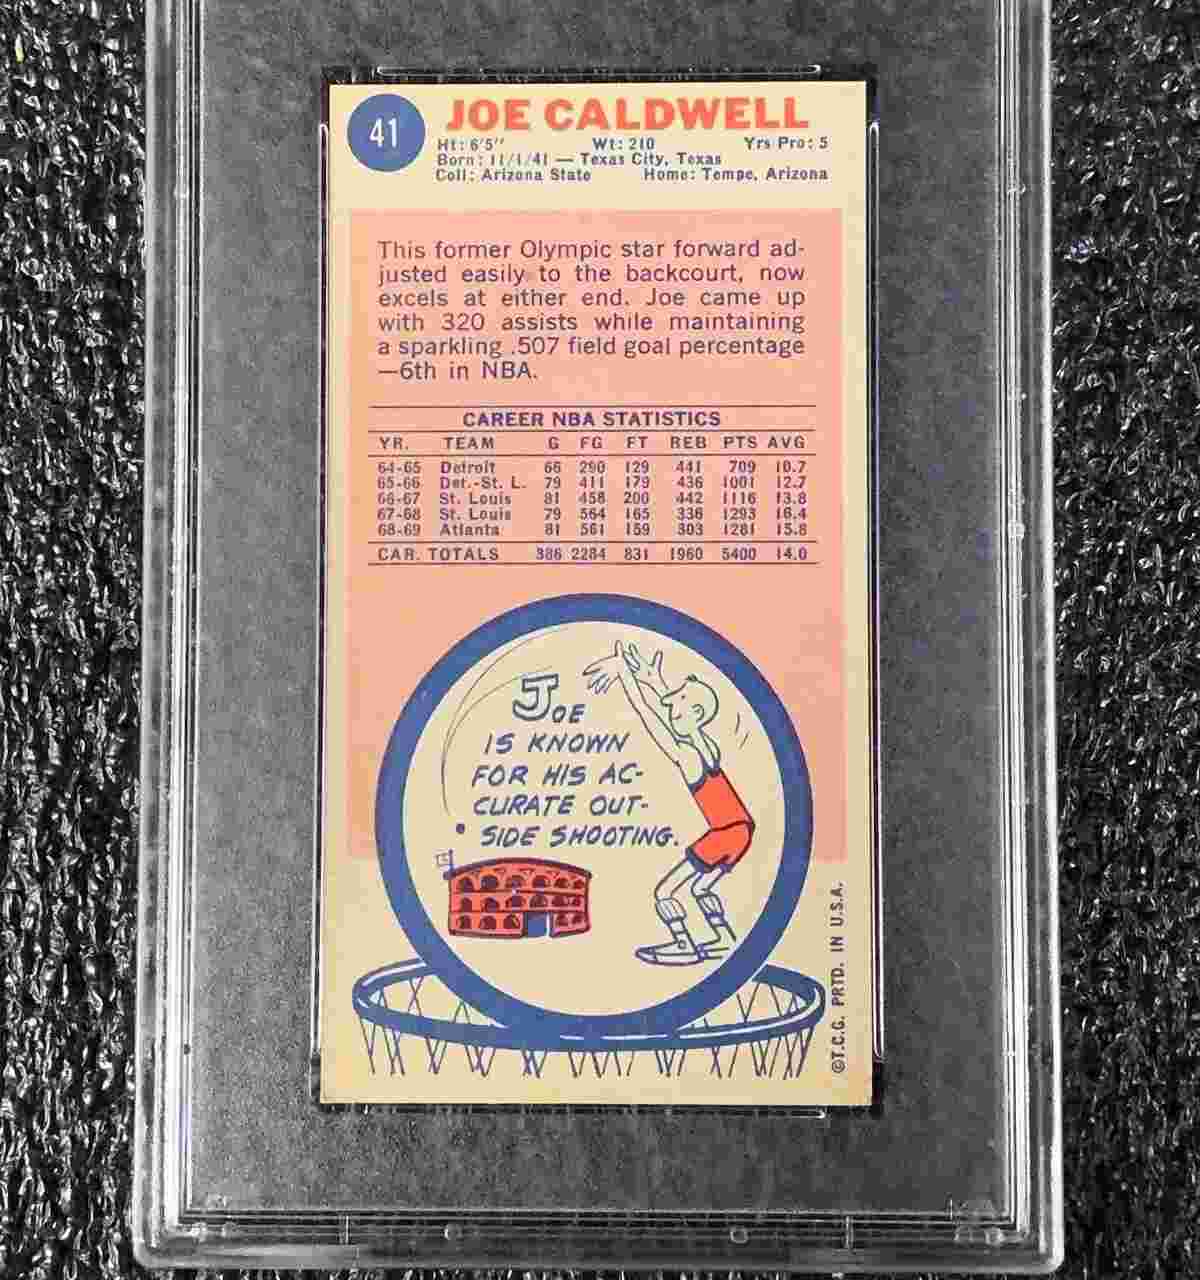 41
JOE CALDWELL
Ht: 6'5" Wt: 210 Yrs Pro: 5
Born: 11/1/41 — Texas City, Texas
Coll: Arizona State Home: Tempe, Arizona
This former Olympic star forward ad-
justed easily to the backcourt, now
excels at either end. Joe came up
with 320 assists while maintaining
a sparkling .507 field goal percentage
—6th in NBA.
CAREER NBA STATISTICS
YR. TEAM G FG FT REB PTS AVG
64-65 Detroit 66 290 129 441 709 10.7
65-66 Det.-St. L. 79 411 179 436 1001 12.7
66-67 St. Louis 81 458 200 442 1116 13.8
67-68 St. Louis 79 564 165 336 1293 16.4
68-69 Atlanta 81 561 159 303 1281 15.8
CAR. TOTALS 386 2284 831 1960 5400 14.0
JOE
IS KNOWN
FOR HIS AC-
CURATE OUT-
SIDE SHOOTING.
©T.C.G. PRTD. IN U.S.A.